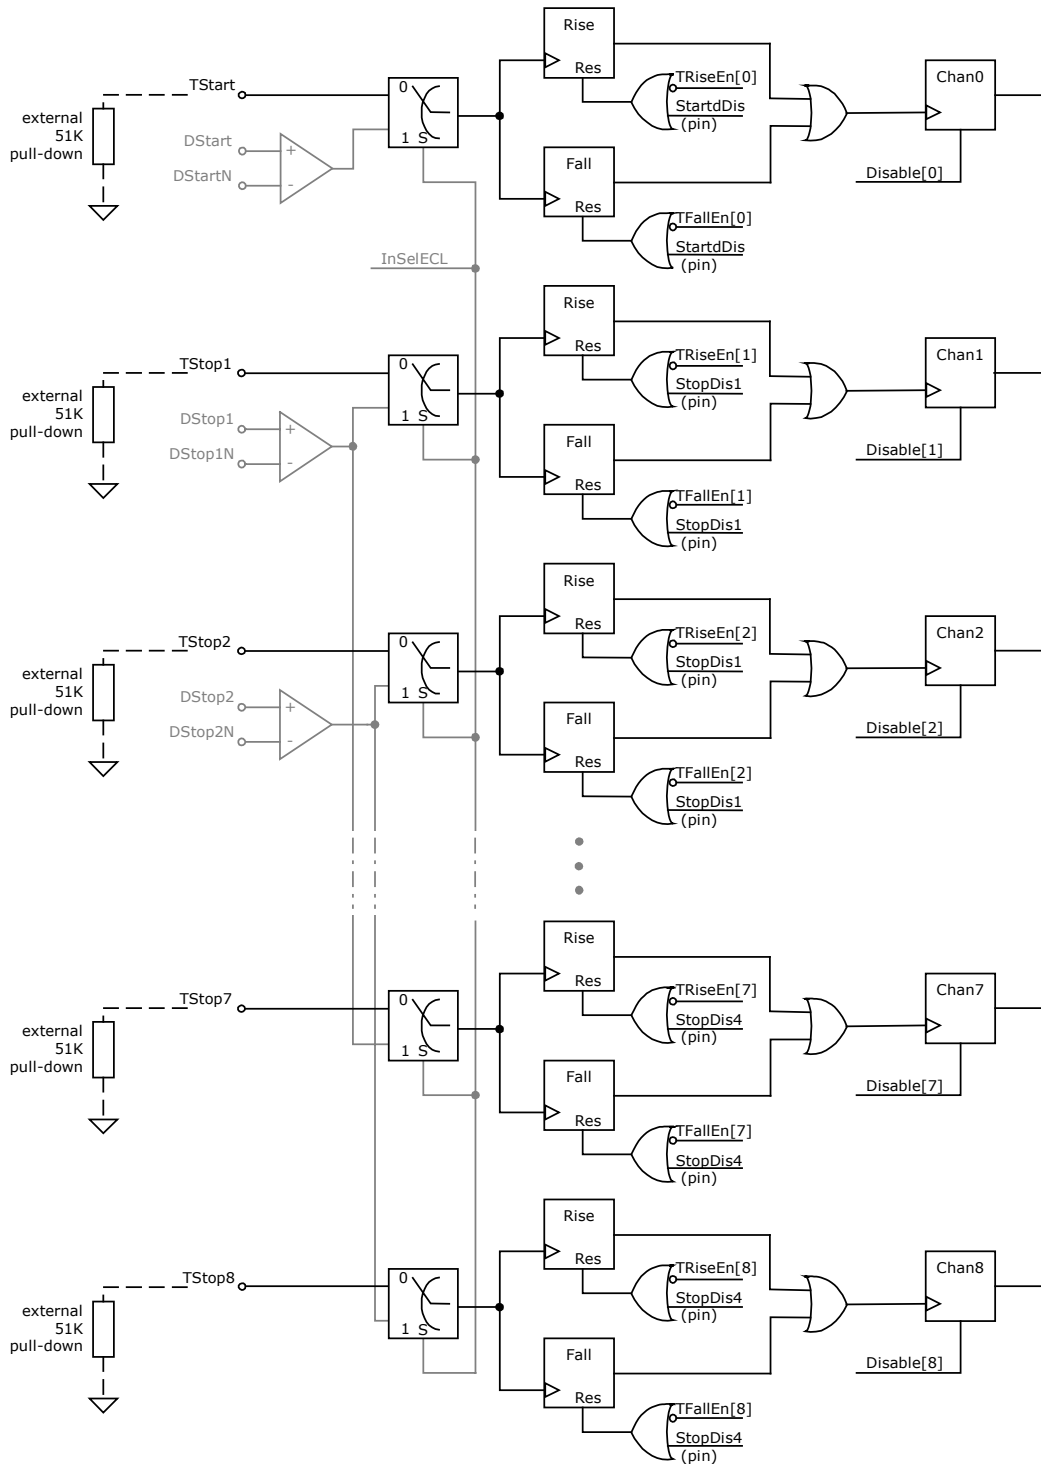 Rise
Res
TStart
0
1 S
TRiseEn[0]
StartdDis
(pin)
Chan0
external
51K
pull-down
DStart
DStartN
+
-
Fall
Res
Disable[0]
TFallEn[0]
StartdDis
(pin)
InSelECL
Rise
Res
TStop1
0
1 S
TRiseEn[1]
StopDis1
(pin)
Chan1
external
51K
pull-down
DStop1
DStop1N
+
-
Fall
Res
Disable[1]
TFallEn[1]
StopDis1
(pin)
Rise
Res
TStop2
0
1 S
TRiseEn[2]
StopDis1
(pin)
Chan2
external
51K
pull-down
DStop2
DStop2N
+
-
Fall
Res
Disable[2]
TFallEn[2]
StopDis1
(pin)
Rise
Res
TStop7
0
1 S
TRiseEn[7]
StopDis4
(pin)
Chan7
external
51K
pull-down
Fall
Res
Disable[7]
TFallEn[7]
StopDis4
(pin)
Rise
Res
TStop8
0
1 S
TRiseEn[8]
StopDis4
(pin)
Chan8
external
51K
pull-down
Fall
Res
Disable[8]
TFallEn[8]
StopDis4
(pin)